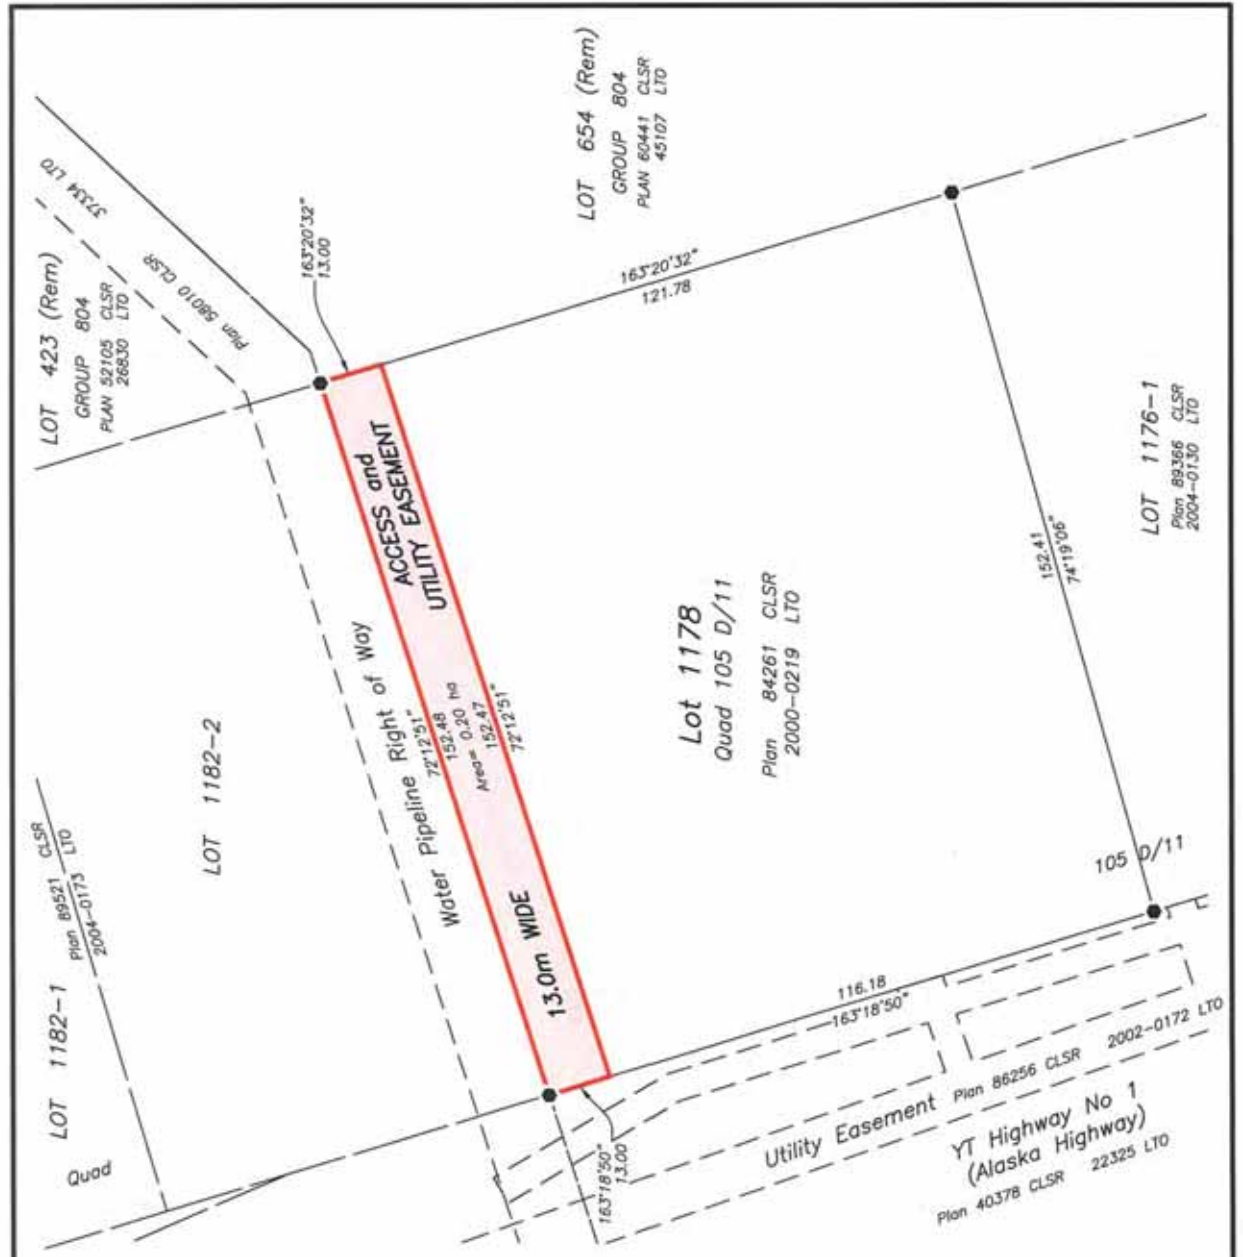 LOT 654 (Rem)
GROUP 804
PLAN 60441 CLSR
45107 LTO
37334 LTO
Plan 58010 CLSR
LOT 423 (Rem)
GROUP 804
PLAN 52105 CLSR
26830 LTO
163°20'32"
13.00
163°20'32"
121.78
ACCESS and
UTILITY EASEMENT
Water Pipeline Right of Way
72°12'51"
152.48
Area= 0.20 ha
152.47
72°12'51"
13.0m WIDE
LOT 1182-2
Plan 89521 CLSR
2004-0173 LTO
LOT 1182-1
Quad
Lot 1178
Quad 105 D/11
Plan 84261 CLSR
2000-0219 LTO
LOT 1176-1
Plan 89366 CLSR
2004-0130 LTO
152.41
74°19'06"
105 D/11
116.18
163°18'50"
163°18'50"
13.00
Utility Easement Plan 86256 CLSR 2002-0172 LTO
YT Highway No 1
(Alaska Highway)
Plan 40378 CLSR 22325 LTO